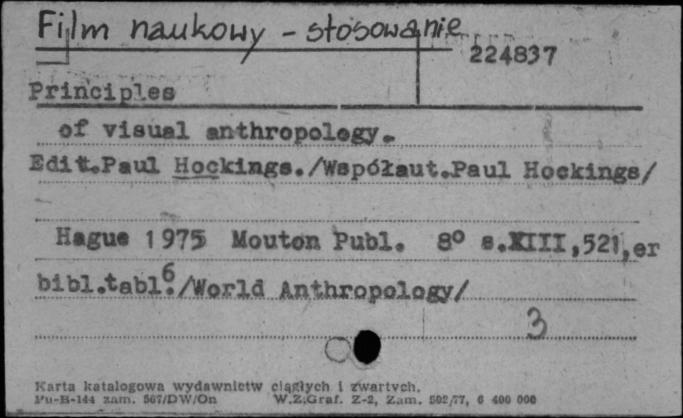 Film naukowy - stosowanie
224837
Principles
of visual anthropology.
Edit.Paul Hockings./Współaut.Paul Hockings/
Hague 1975 Mouton Publ. 8° s.XIII,521,er
bibl.tabl.6./World Anthropology/
3
Karta katalogowa wydawnictw ciągłych i zwartych.
Pu-B-144 zam. 567/DW/On W.Z.Graf. Z-2, Zam. 502/77, 6 400 000